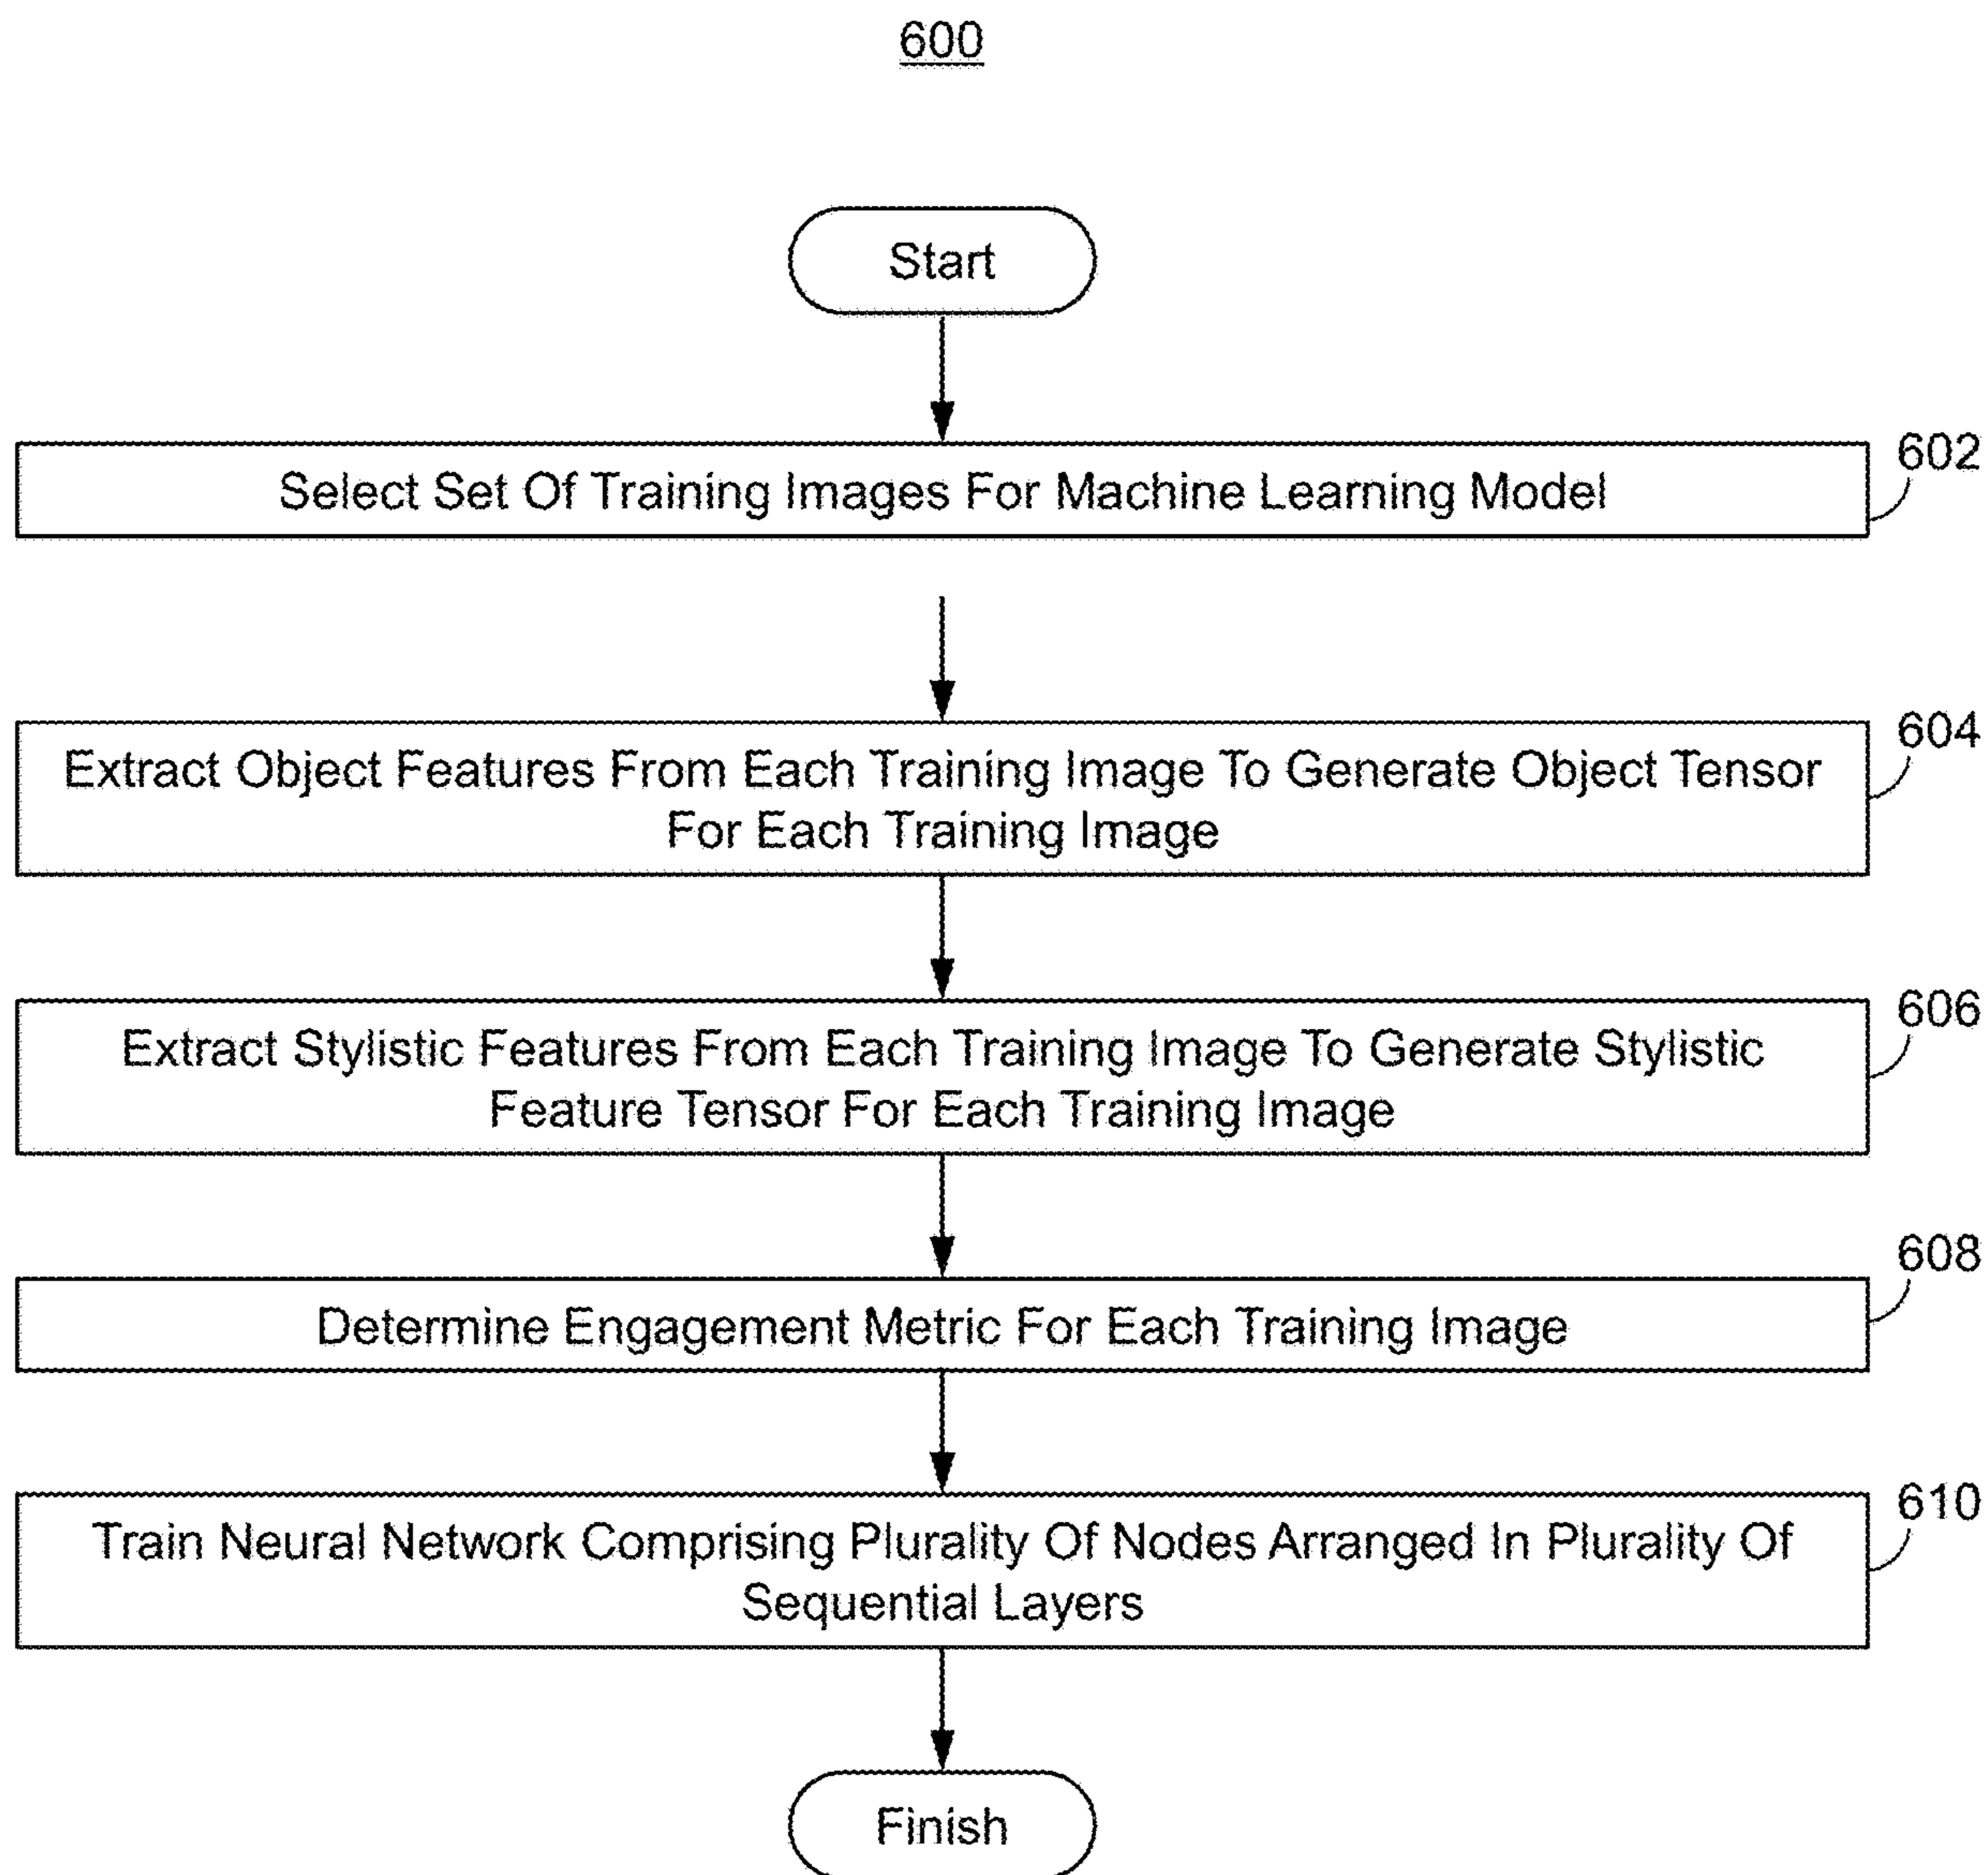 600
Start
602
Select Set Of Training Images For Machine Learning Model
604
Extract Object Features From Each Training Image To Generate Object Tensor
For Each Training Image
606
Extract Stylistic Features From Each Training Image To Generate Stylistic
Feature Tensor For Each Training Image
608
Determine Engagement Metric For Each Training Image
610
Train Neural Network Comprising Plurality Of Nodes Arranged In Plurality Of
Sequential Layers
Finish